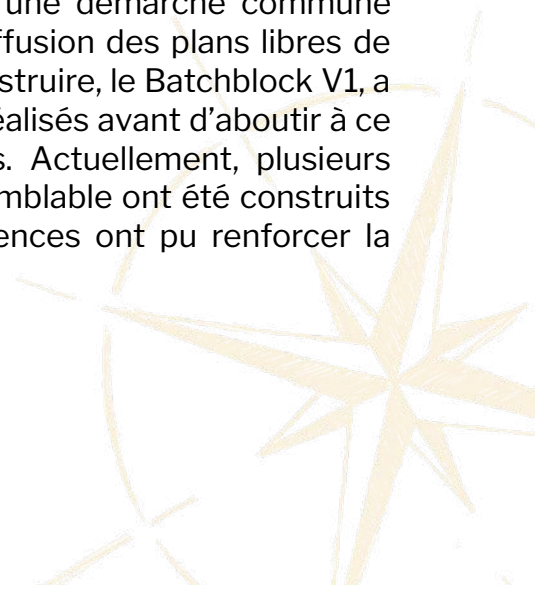 une démarche commune
ffusion des plans libres de
struire, le Batchblock V1, a
éalisés avant d’aboutir à ce
s. Actuellement, plusieurs
mblable ont été construits
ences ont pu renforcer la